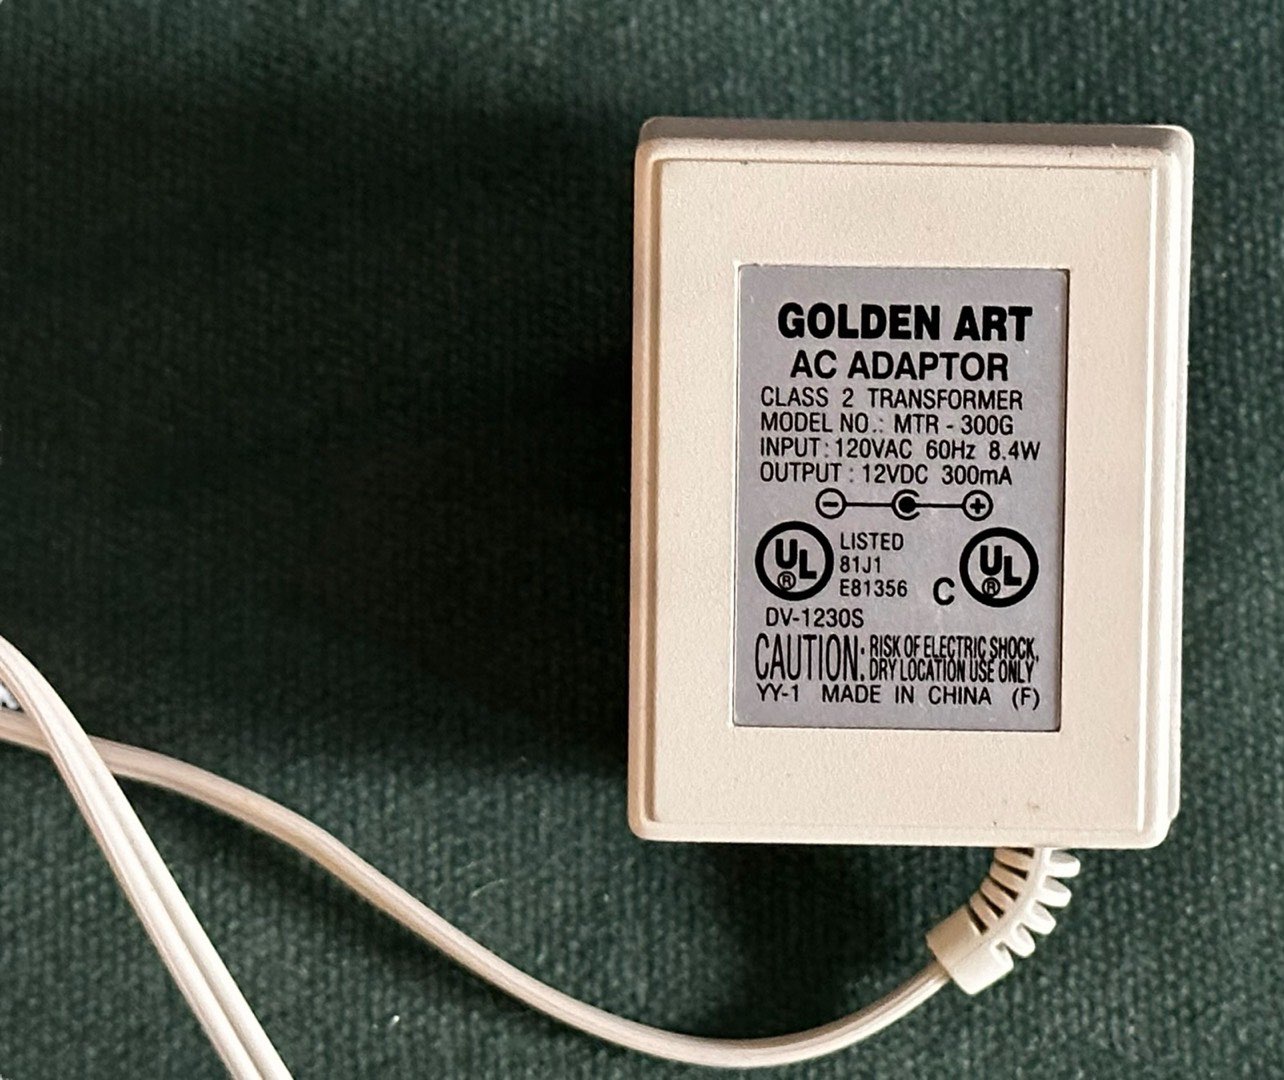 GOLDEN ART
AC ADAPTOR
CLASS 2 TRANSFORMER
MODEL NO.: MTR - 300G
INPUT : 120VAC 60Hz 8.4W
OUTPUT : 12VDC 300mA
UL ® LISTED
81J1
E81356
C UL ®
DV-1230S
CAUTION: RISK OF ELECTRIC SHOCK,
DRY LOCATION USE ONLY
YY-1 MADE IN CHINA (F)